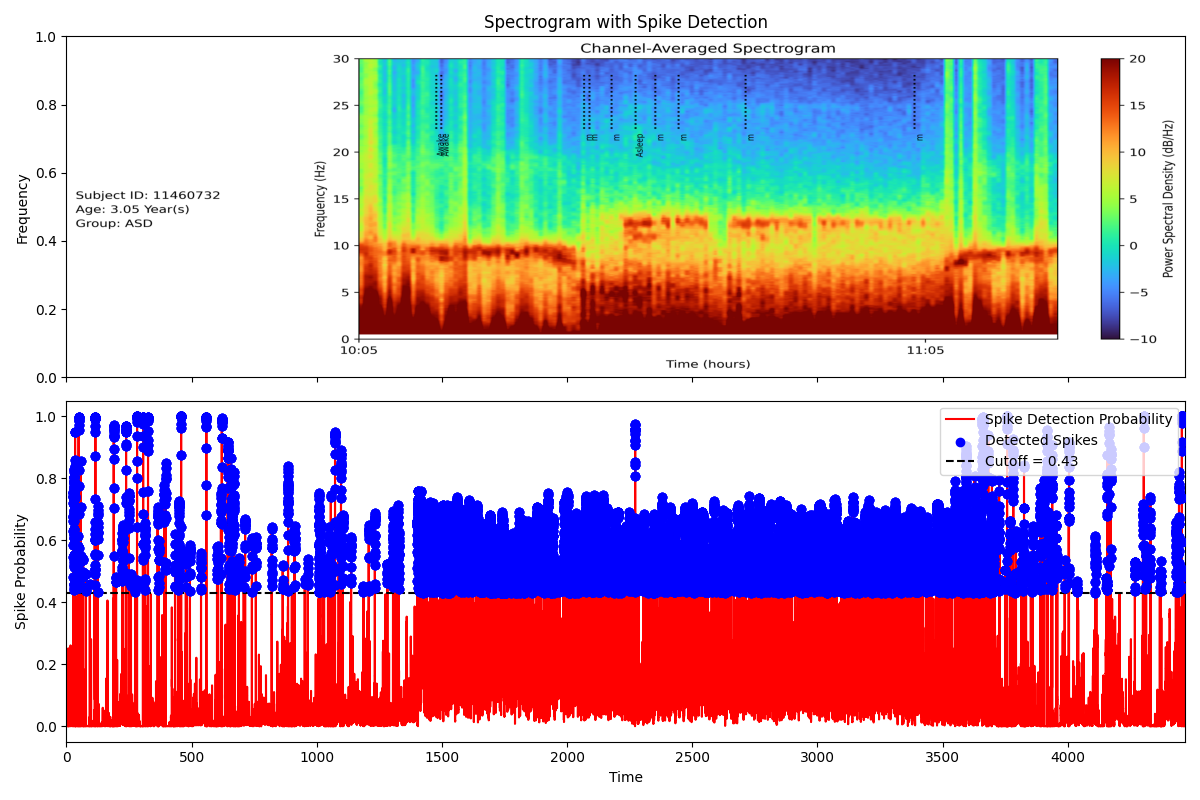 Spectrogram with Spike Detection
Channel-Averaged Spectrogram
1.0
0.8
0.6
0.4
0.2
0.0
Frequency
Subject ID: 11460732
Age: 3.05 Year(s)
Group: ASD
30
25
20
15
10
5
0
Frequency (Hz)
Awake
Awake
m
m
m
Asleep
m
m
m
m
10:05
11:05
Time (hours)
20
15
10
5
0
−5
−10
Power Spectral Density (dB/Hz)
1.0
0.8
0.6
0.4
0.2
0.0
Spike Probability
Spike Detection Probability
Detected Spikes
Cutoff = 0.43
0
500
1000
1500
2000
2500
3000
3500
4000
Time